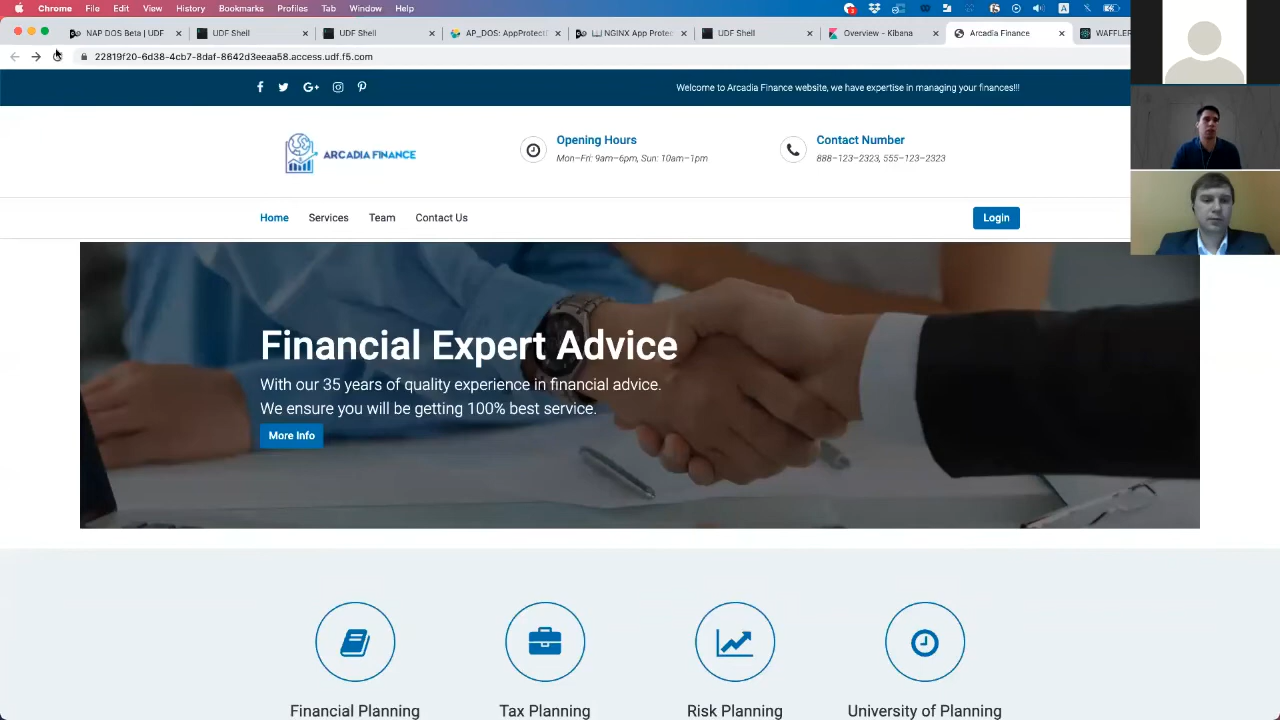 Chrome File Edit View History Bookmarks Profiles Tab Window Help
NAP DOS Beta | UDF
UDF Shell
UDF Shell
AP_DOS: AppProtectD
NGINX App Protec
UDF Shell
Overview – Kibana
Arcadia Finance
WAFFLER
22819f20-6d38-4cb7-8daf-8642d3eeaa58.access.udf.f5.com
Welcome to Arcadia Finance website, we have expertise in managing your finances!!!
ARCADIA FINANCE
Opening Hours
Mon–Fri: 9am–6pm, Sun: 10am–1pm
Contact Number
888–123–2323, 555–123–2323
Home Services Team Contact Us
Login
Financial Expert Advice
With our 35 years of quality experience in financial advice.
We ensure you will be getting 100% best service.
More Info
Financial Planning
Tax Planning
Risk Planning
University of Planning